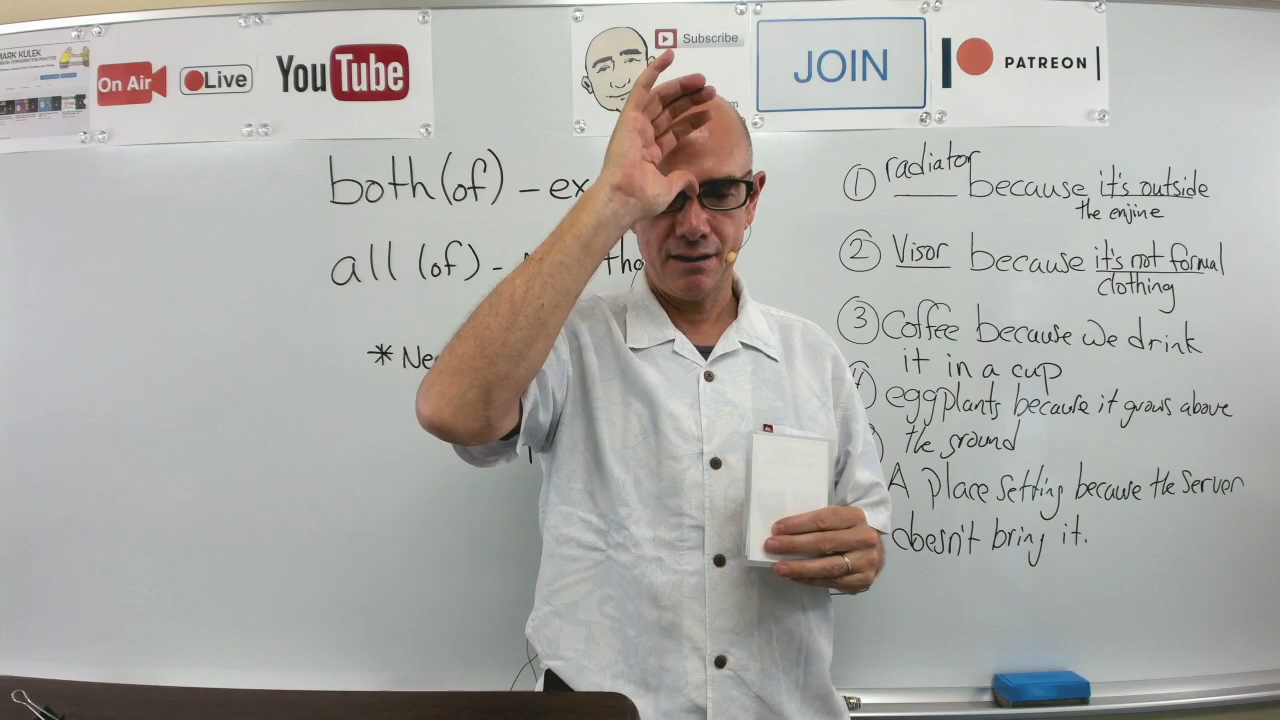 MARK KULEK
On Air
Live
YouTube
Subscribe
JOIN
PATREON
both (of) – ex
all (of) –
* Ne
① radiator because it's outside
the enjine
② Visor because it's not formal
clothing
③ Coffee because we drink
it in a cup
eggplants because it grows above
the ground
A place setting because the server
doesn't bring it.